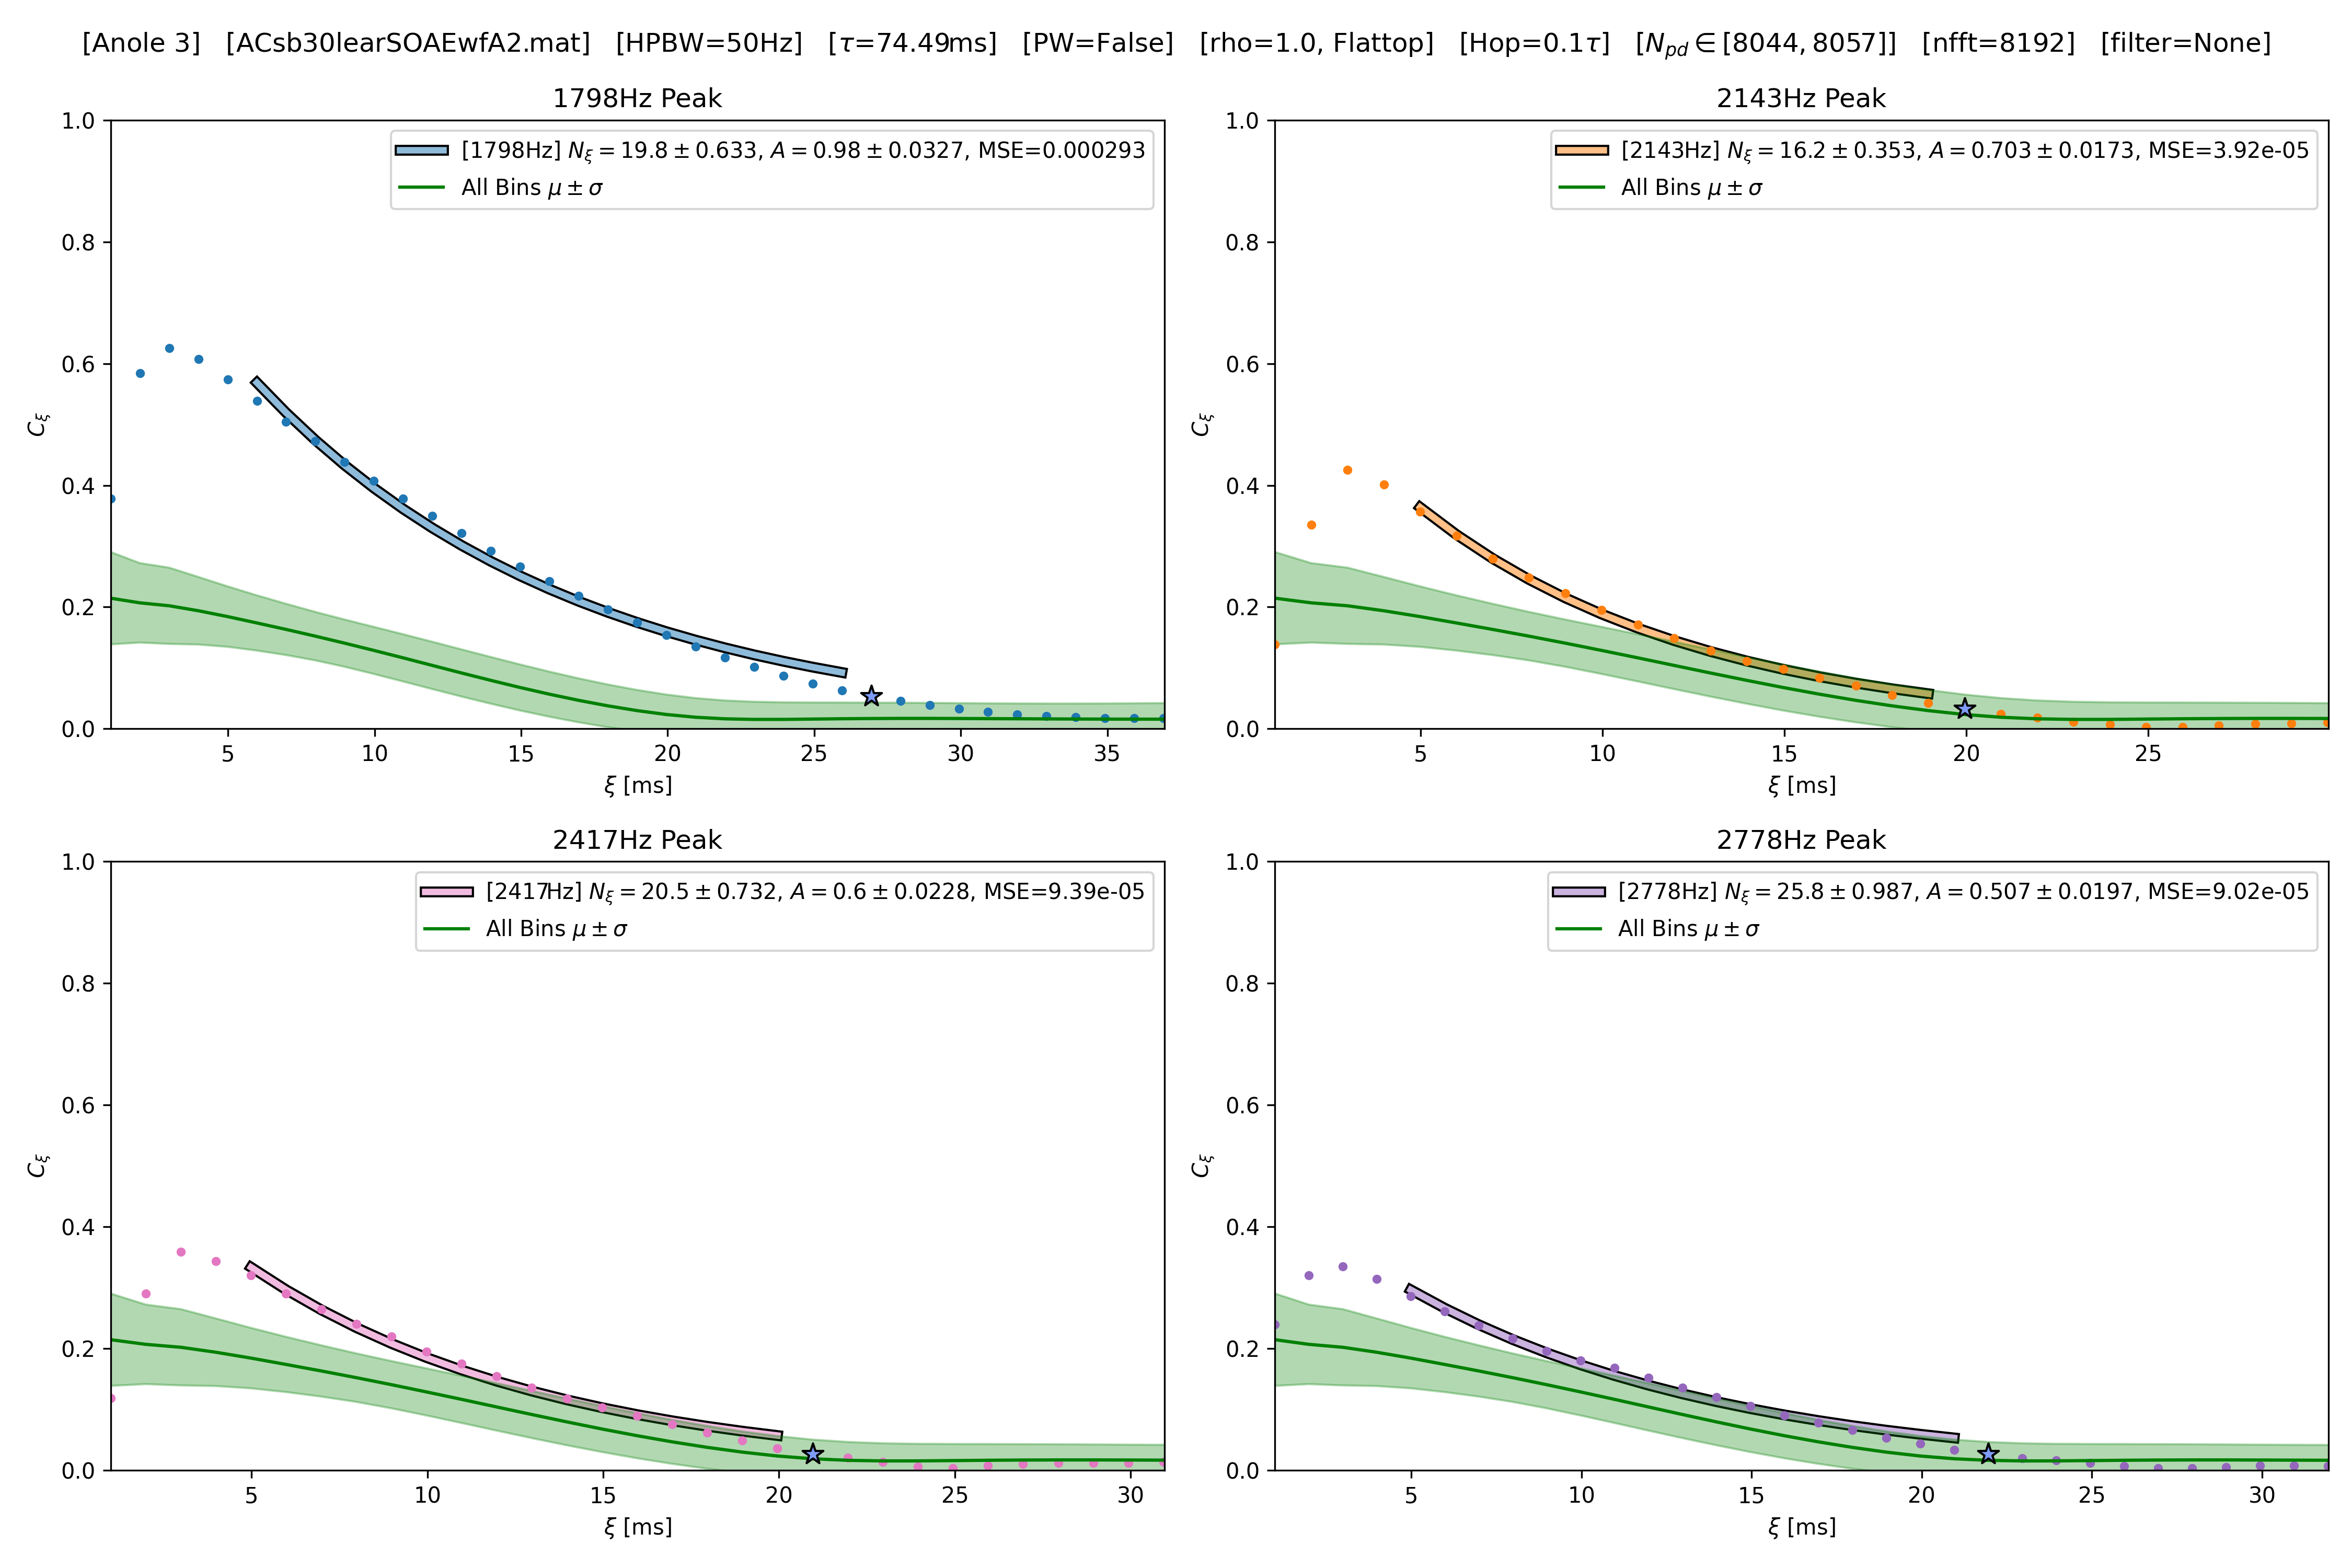 [Anole 3] [ACsb30learSOAEwfA2.mat] [HPBW=50Hz] [τ=74.49ms] [PW=False] [rho=1.0, Flattop] [Hop=0.1τ] [N_pd ∈ [8044, 8057]] [nfft=8192] [filter=None]
1798Hz Peak
[1798Hz] N_ξ = 19.8 ± 0.633, A = 0.98 ± 0.0327, MSE=0.000293
All Bins μ ± σ
1.0
0.8
0.6
0.4
0.2
0.0
C_ξ
5 10 15 20 25 30 35
ξ [ms]
2143Hz Peak
[2143Hz] N_ξ = 16.2 ± 0.353, A = 0.703 ± 0.0173, MSE=3.92e-05
All Bins μ ± σ
1.0
0.8
0.6
0.4
0.2
0.0
C_ξ
5 10 15 20 25
ξ [ms]
2417Hz Peak
[2417Hz] N_ξ = 20.5 ± 0.732, A = 0.6 ± 0.0228, MSE=9.39e-05
All Bins μ ± σ
1.0
0.8
0.6
0.4
0.2
0.0
C_ξ
5 10 15 20 25 30
ξ [ms]
2778Hz Peak
[2778Hz] N_ξ = 25.8 ± 0.987, A = 0.507 ± 0.0197, MSE=9.02e-05
All Bins μ ± σ
1.0
0.8
0.6
0.4
0.2
0.0
C_ξ
5 10 15 20 25 30
ξ [ms]